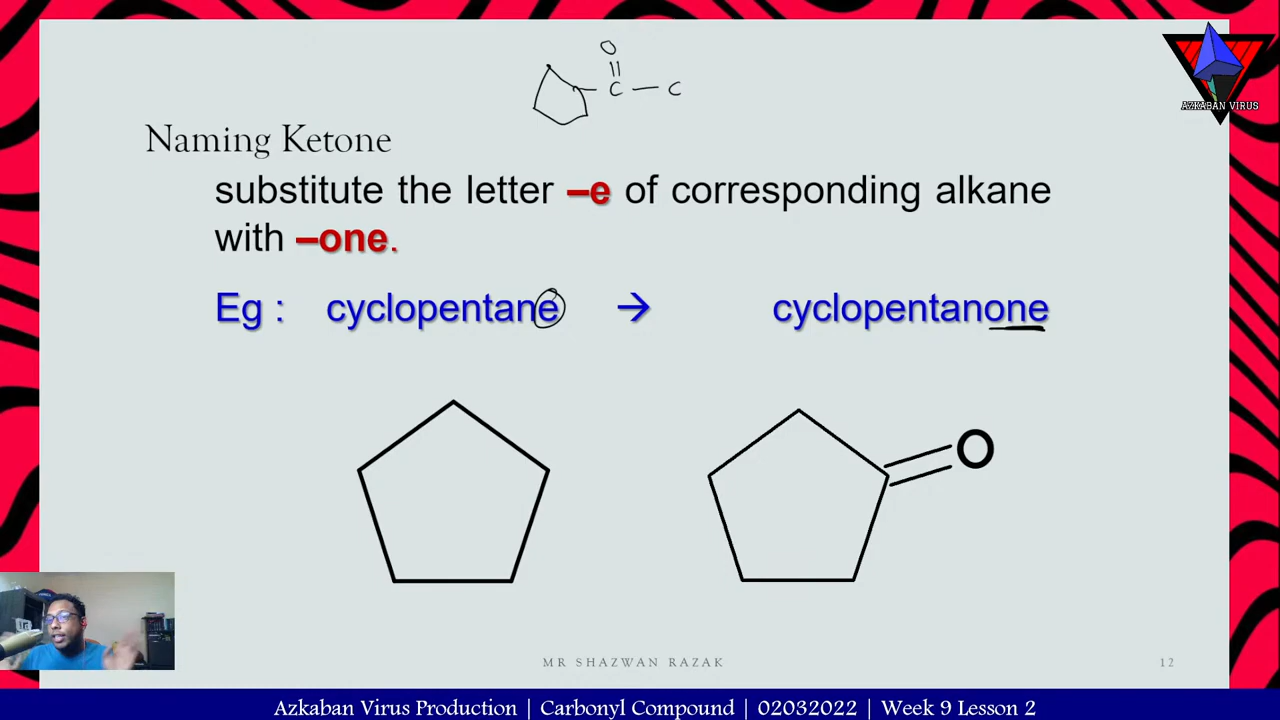 O
C — C
Naming Ketone
substitute the letter –e of corresponding alkane
with –one.
Eg : cyclopentane → cyclopentanone
O
MR SHAZWAN RAZAK
12
AZKABAN VIRUS
Azkaban Virus Production | Carbonyl Compound | 02032022 | Week 9 Lesson 2